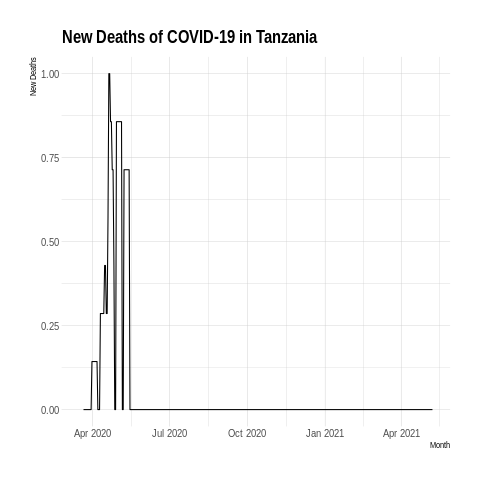 New Deaths of COVID-19 in Tanzania
New Deaths
1.00
0.75
0.50
0.25
0.00
Apr 2020 Jul 2020 Oct 2020 Jan 2021 Apr 2021
Month